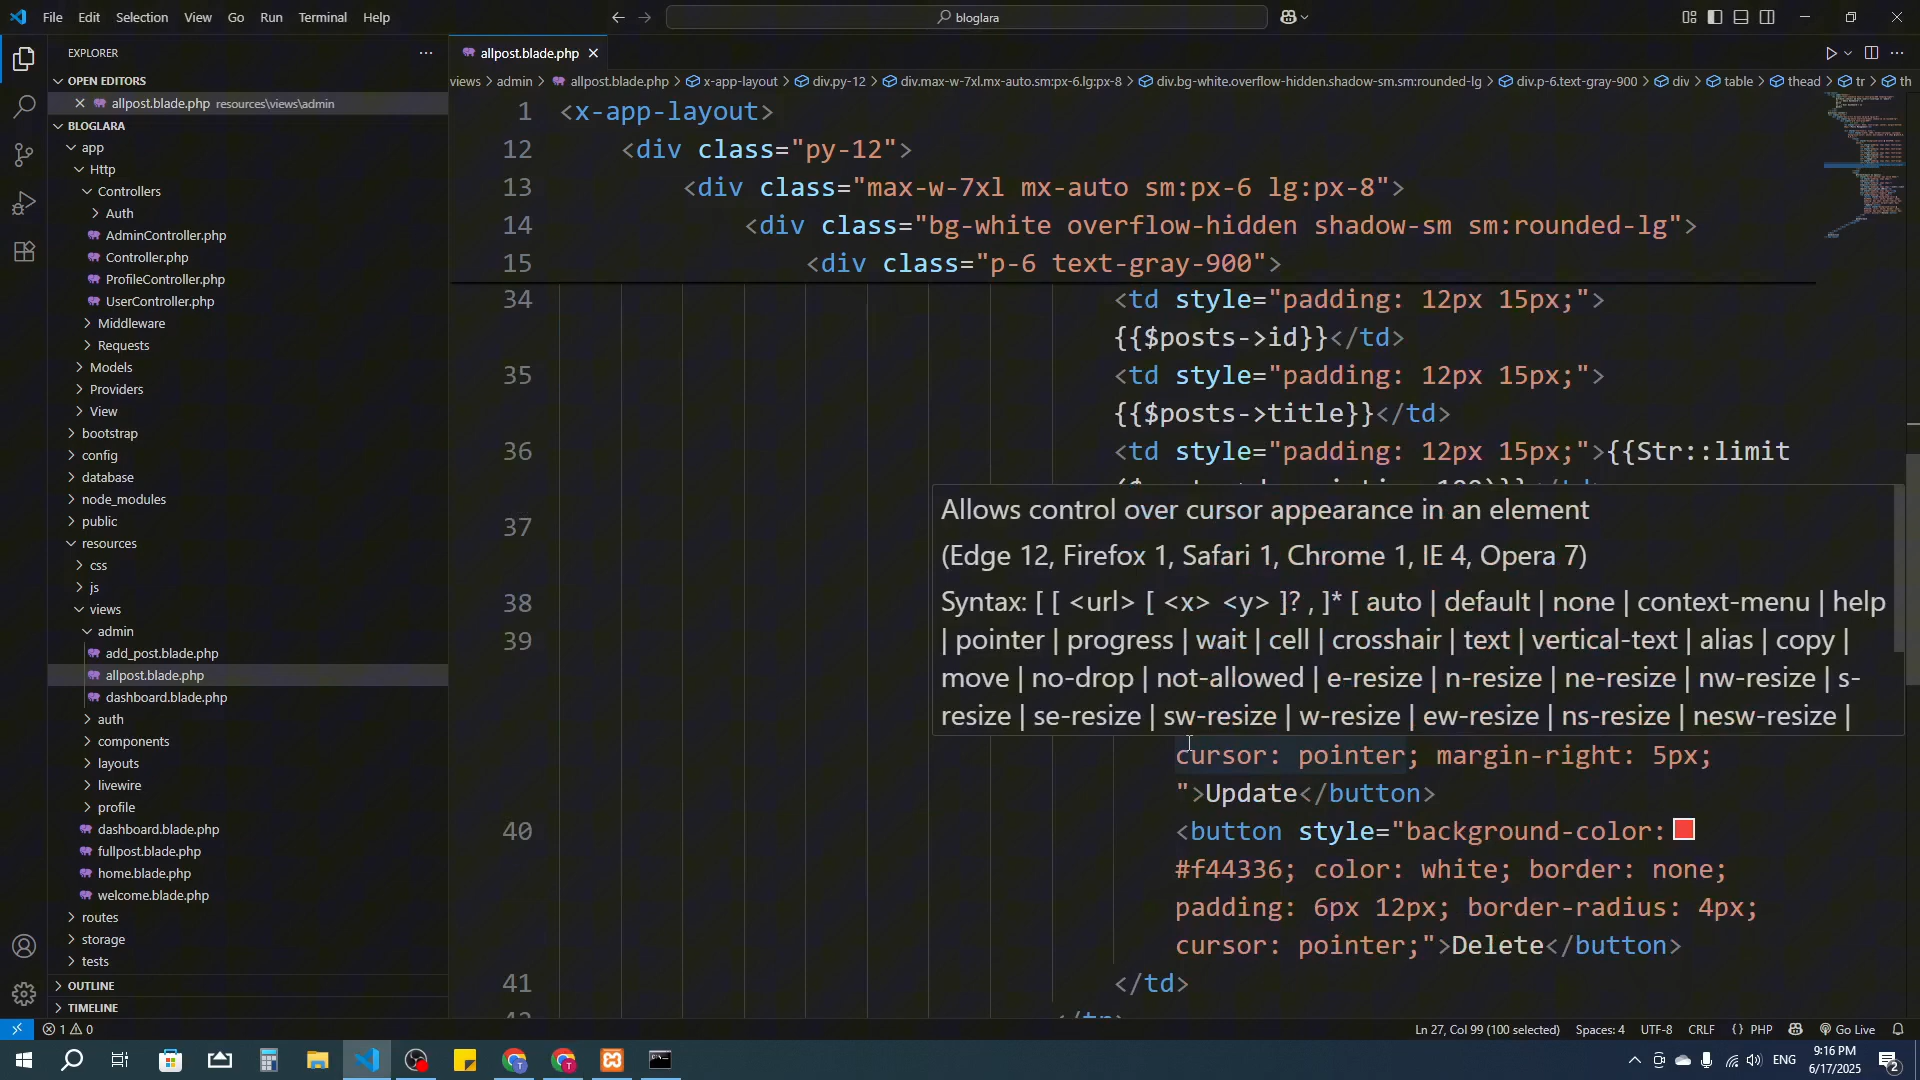 File Edit Selection View Go Run Terminal Help
bloglara
EXPLORER
OPEN EDITORS
allpost.blade.php resources\views\admin
BLOGLARA
app
Http
Controllers
Auth
AdminController.php
Controller.php
ProfileController.php
UserController.php
Middleware
Requests
Models
Providers
View
bootstrap
config
database
node_modules
public
resources
css
js
views
admin
add_post.blade.php
allpost.blade.php
dashboard.blade.php
auth
components
layouts
livewire
profile
dashboard.blade.php
fullpost.blade.php
home.blade.php
welcome.blade.php
routes
storage
tests
OUTLINE
TIMELINE
allpost.blade.php
views > admin > allpost.blade.php > x-app-layout > div.py-12 > div.max-w-7xl.mx-auto.sm:px-6.lg:px-8 > div.bg-white.overflow-hidden.shadow-sm.sm:rounded-lg > div.p-6.text-gray-900 > div > table > thead > tr > th
1 <x-app-layout>
12 <div class="py-12">
13 <div class="max-w-7xl mx-auto sm:px-6 lg:px-8">
14 <div class="bg-white overflow-hidden shadow-sm sm:rounded-lg">
15 <div class="p-6 text-gray-900">
34 <td style="padding: 12px 15px;">
{{$posts->id}}</td>
35 <td style="padding: 12px 15px;">
{{$posts->title}}</td>
36 <td style="padding: 12px 15px;">{{Str::limit
37
38
39
Allows control over cursor appearance in an element
(Edge 12, Firefox 1, Safari 1, Chrome 1, IE 4, Opera 7)
Syntax: [ [ <url> [ <x> <y> ]? , ]* [ auto | default | none | context-menu | help
| pointer | progress | wait | cell | crosshair | text | vertical-text | alias | copy |
move | no-drop | not-allowed | e-resize | n-resize | ne-resize | nw-resize | s-
resize | se-resize | sw-resize | w-resize | ew-resize | ns-resize | nesw-resize |
cursor: pointer; margin-right: 5px;
">Update</button>
40 <button style="background-color:
#f44336; color: white; border: none;
padding: 6px 12px; border-radius: 4px;
cursor: pointer;">Delete</button>
41 </td>
1 0
Ln 27, Col 99 (100 selected) Spaces: 4 UTF-8 CRLF {} PHP Go Live
ENG
9:16 PM
6/17/2025
2